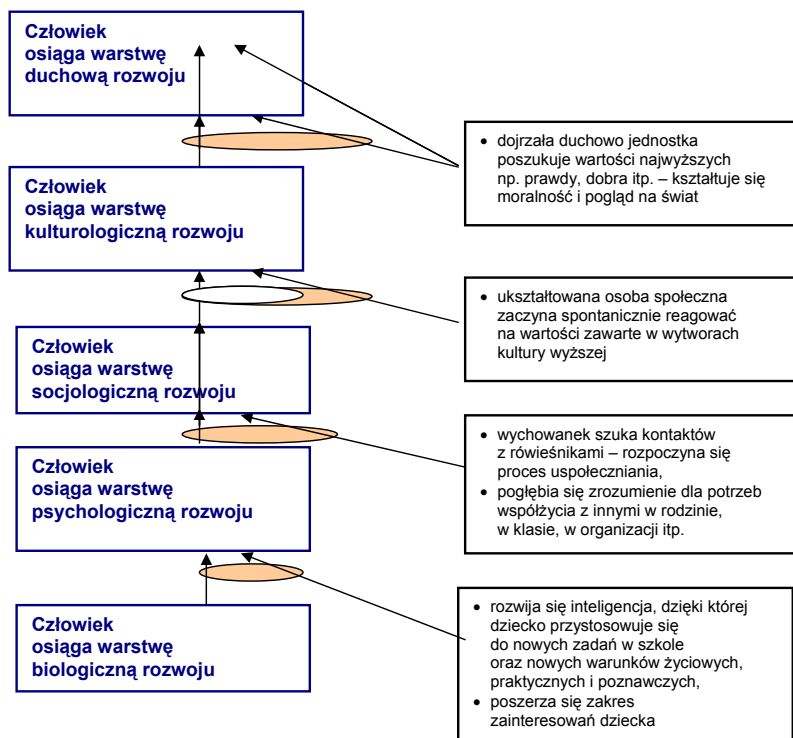 Człowiek
osiąga warstwę
duchową rozwoju
• dojrzała duchowo jednostka
poszukuje wartości najwyższych
np. prawdy, dobra itp. – kształtuje się
moralność i pogląd na świat
Człowiek
osiąga warstwę
kulturologiczną rozwoju
• ukształtowana osoba społeczna
zaczyna spontanicznie reagować
na wartości zawarte w wytworach
kultury wyższej
Człowiek
osiąga warstwę
socjologiczną rozwoju
• wychowanek szuka kontaktów
z rówieśnikami – rozpoczyna się
proces uspołeczniania,
• pogłębia się zrozumienie dla potrzeb
współżycia z innymi w rodzinie,
w klasie, w organizacji itp.
Człowiek
osiąga warstwę
psychologiczną rozwoju
• rozwija się inteligencja, dzięki której
dziecko przystosowuje się
do nowych zadań w szkole
oraz nowych warunków życiowych,
praktycznych i poznawczych,
• poszerza się zakres
zainteresowań dziecka
Człowiek
osiąga warstwę
biologiczną rozwoju